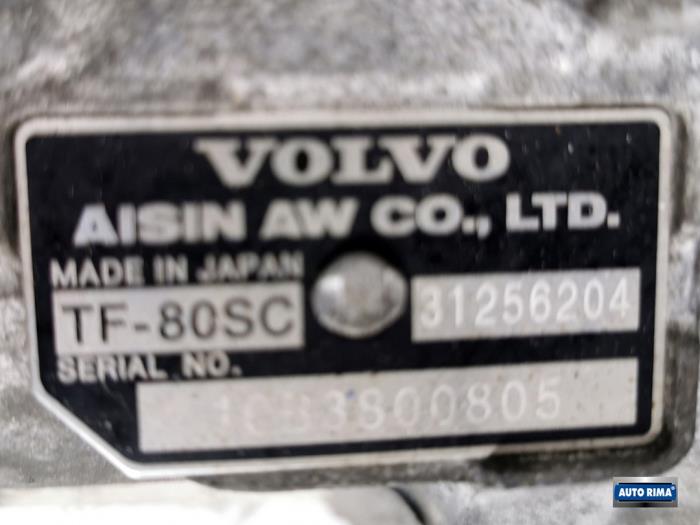 VOLVO
AISIN AW CO., LTD.
MADE IN JAPAN
TF-80SC 31256204
SERIAL NO.
AUTO RIMA®